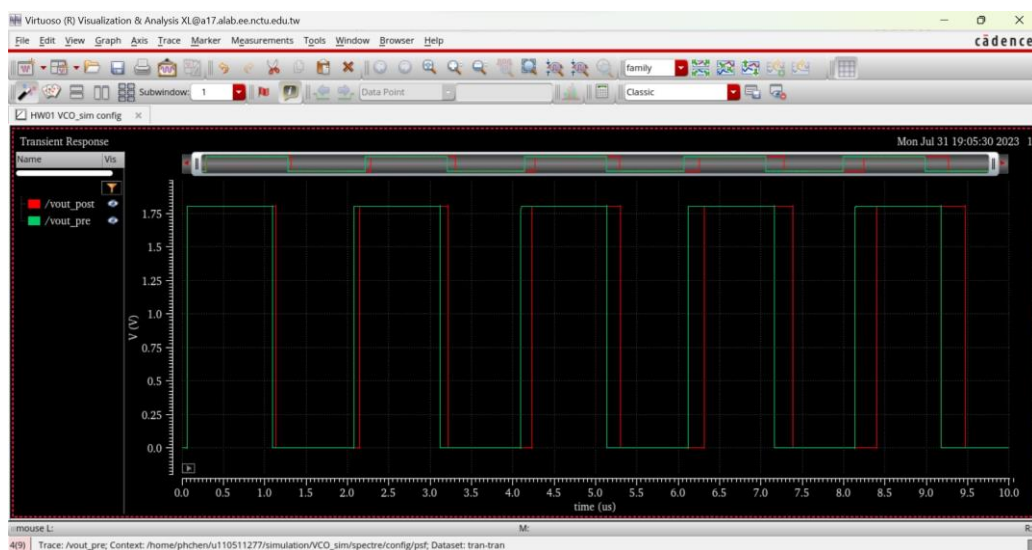 Virtuoso (R) Visualization & Analysis XL@a17.alab.ee.nctu.edu.tw
File Edit View Graph Axis Trace Marker Measurements Tools Window Browser Help
cādence
family
Subwindow: 1
Data Point
Classic
HW01 VCO_sim config
Transient Response
Mon Jul 31 19:05:30 2023 1
Name Vis
/vout_post
/vout_pre
V (V)
1.75
1.5
1.25
1.0
0.75
0.5
0.25
0.0
0.0 0.5 1.0 1.5 2.0 2.5 3.0 3.5 4.0 4.5 5.0 5.5 6.0 6.5 7.0 7.5 8.0 8.5 9.0 9.5 10.0
time (us)
mouse L: M: R:
4(9) Trace: /vout_pre; Context: /home/phchen/u110511277/simulation/VCO_sim/spectre/config/psf; Dataset: tran-tran